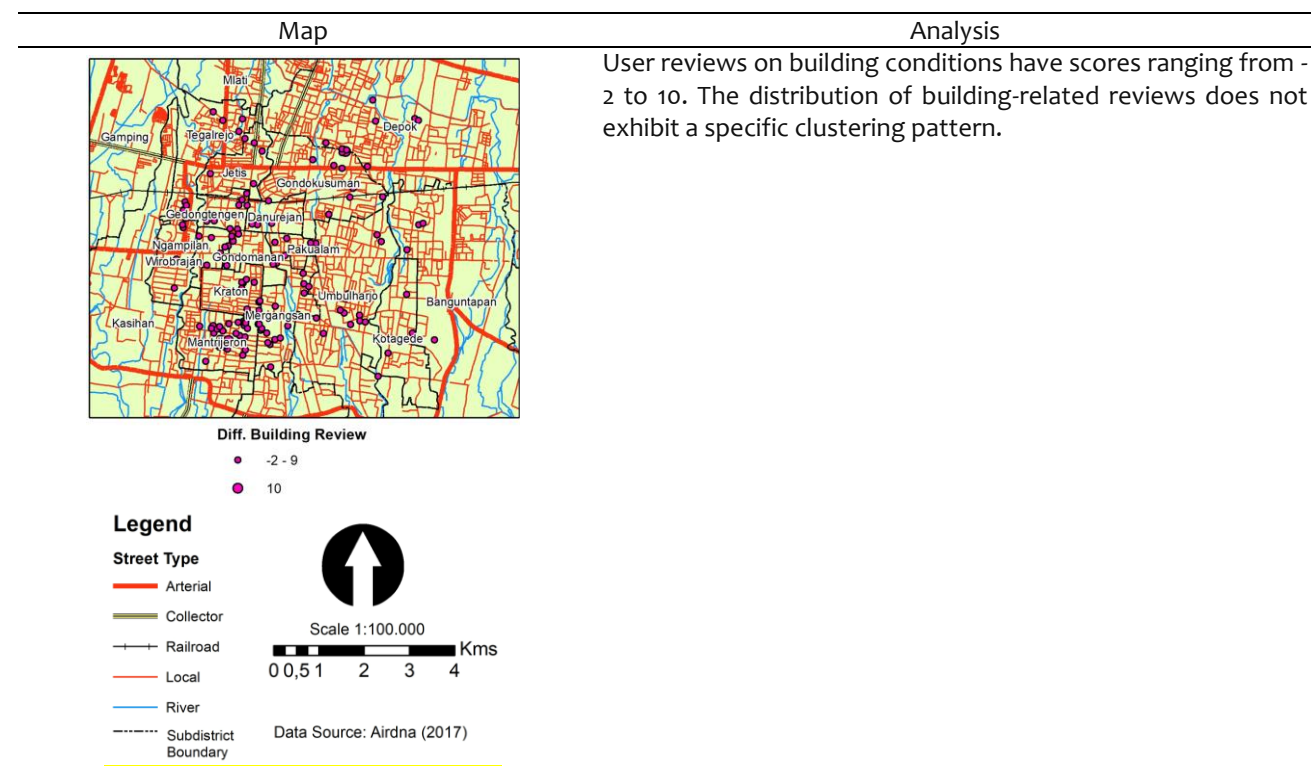 Map
Analysis
User reviews on building conditions have scores ranging from -
2 to 10. The distribution of building-related reviews does not
exhibit a specific clustering pattern.
Mlati
Depok
Gamping
Tegalrejo
Jetis
Gondokusuman
Gedongtengen Danurejan
Ngampilan
Pakualam
Wirobrajan
Gondomanan
Kraton
Umbulharjo
Banguntapan
Mergangsan
Kasihan
Mantrijeron
Kotagede
Diff. Building Review
-2 - 9
10
Legend
Street Type
Arterial
Collector
Railroad
Local
River
Subdistrict
Boundary
Scale 1:100.000
Kms
0 0,5 1 2 3 4
Data Source: Airdna (2017)